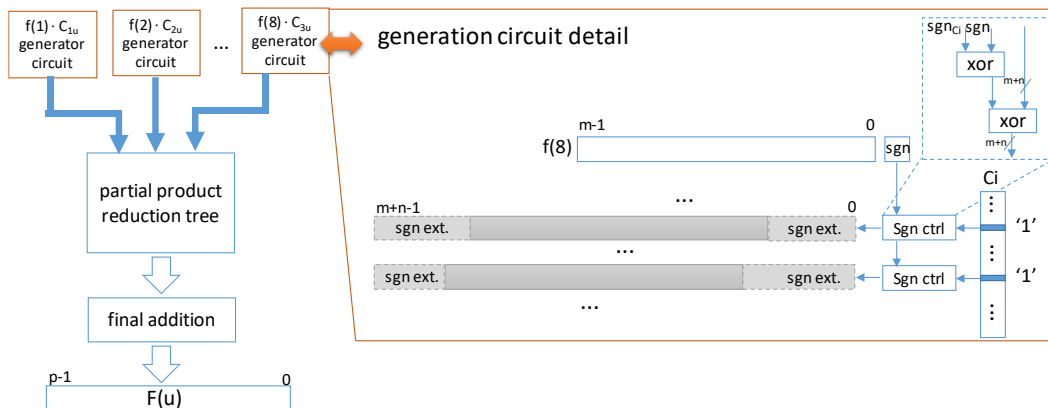 f(1) · C1u
generator
circuit
f(2) · C2u
generator
circuit
...
f(8) · C3u
generator
circuit
generation circuit detail
sgnCi sgn
xor
m+n
xor
m+n
m-1 0
f(8)
sgn
Ci
partial product
reduction tree
m+n-1 ... 0
sgn ext. sgn ext.
Sgn ctrl
⋮
'1'
...
⋮
sgn ext. sgn ext.
Sgn ctrl
'1'
...
⋮
final addition
p-1 0
F(u)